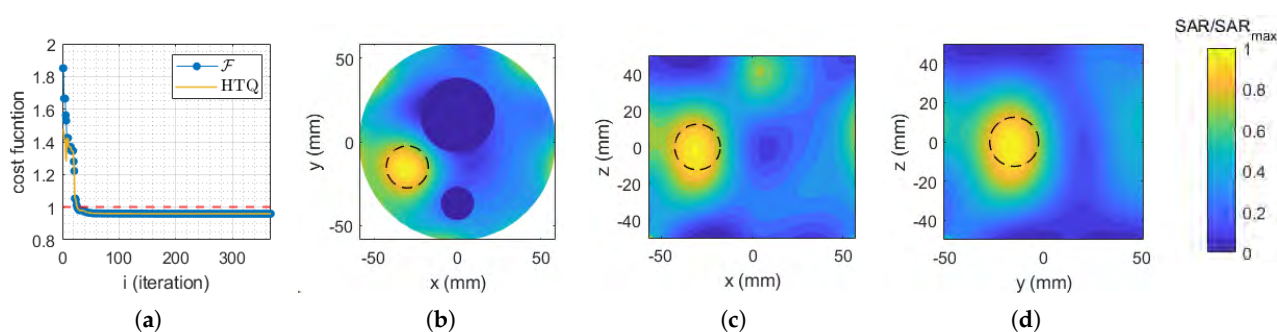 2
1.8
1.6
1.4
1.2
1
0.8
cost fucntion
0
100
200
300
i (iteration)
F
HTQ
(a)
50
0
-50
y (mm)
-50
0
50
x (mm)
(b)
40
20
0
-20
-40
z (mm)
-50
0
50
x (mm)
(c)
40
20
0
-20
-40
z (mm)
-50
0
50
y (mm)
(d)
SAR/SARmax
1
0.8
0.6
0.4
0.2
0